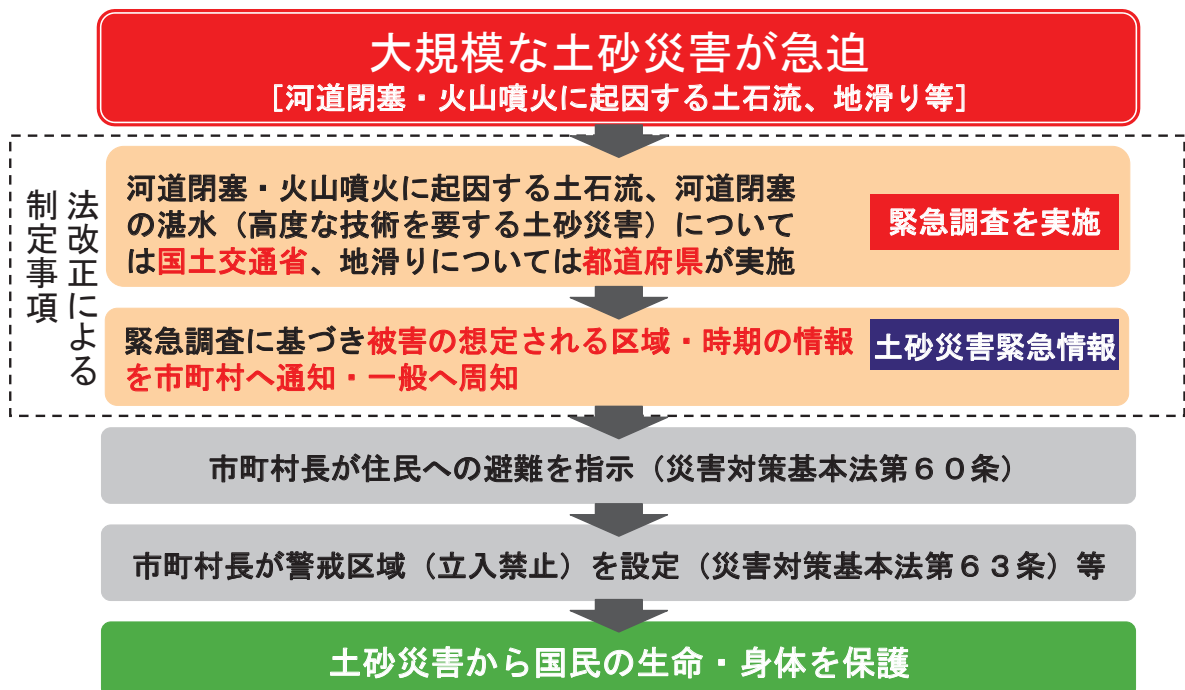 大規模な土砂災害が急迫
[河道閉塞・火山噴火に起因する土石流、地滑り等]
法改正による
制定事項
河道閉塞・火山噴火に起因する土石流、河道閉塞
の湛水（高度な技術を要する土砂災害）について
は国土交通省、地滑りについては都道府県が実施
緊急調査を実施
緊急調査に基づき被害の想定される区域・時期の情報
を市町村へ通知・一般へ周知
土砂災害緊急情報
市町村長が住民への避難を指示（災害対策基本法第６０条）
市町村長が警戒区域（立入禁止）を設定（災害対策基本法第６３条）等
土砂災害から国民の生命・身体を保護